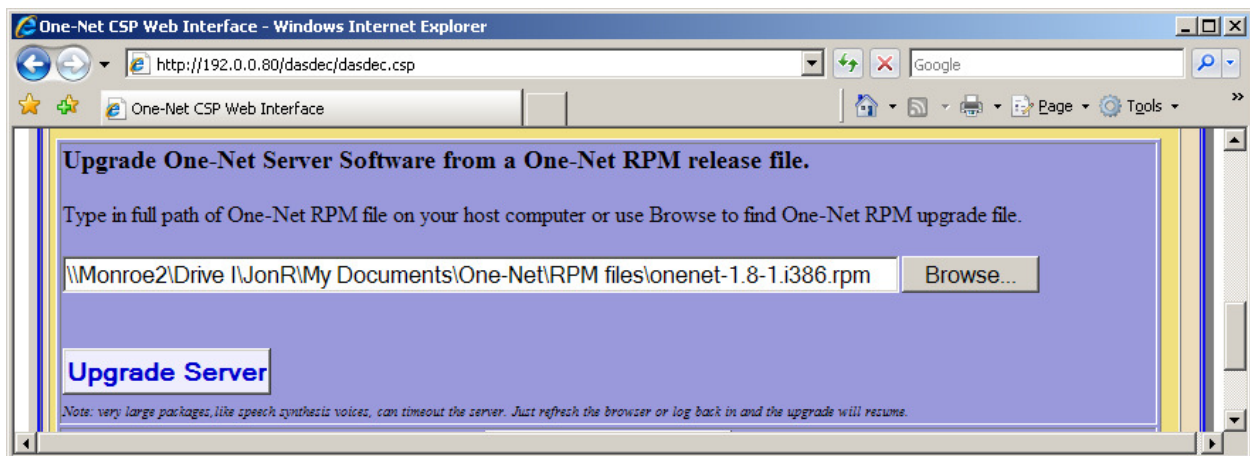 One-Net CSP Web Interface - Windows Internet Explorer
http://192.0.0.80/dasdec/dasdec.csp
Google
One-Net CSP Web Interface
Page
Tools
Upgrade One-Net Server Software from a One-Net RPM release file.
Type in full path of One-Net RPM file on your host computer or use Browse to find One-Net RPM upgrade file.
\\Monroe2\Drive I\JonR\My Documents\One-Net\RPM files\onenet-1.8-1.i386.rpm
Browse...
Upgrade Server
Note: very large packages, like speech synthesis voices, can timeout the server. Just refresh the browser or log back in and the upgrade will resume.